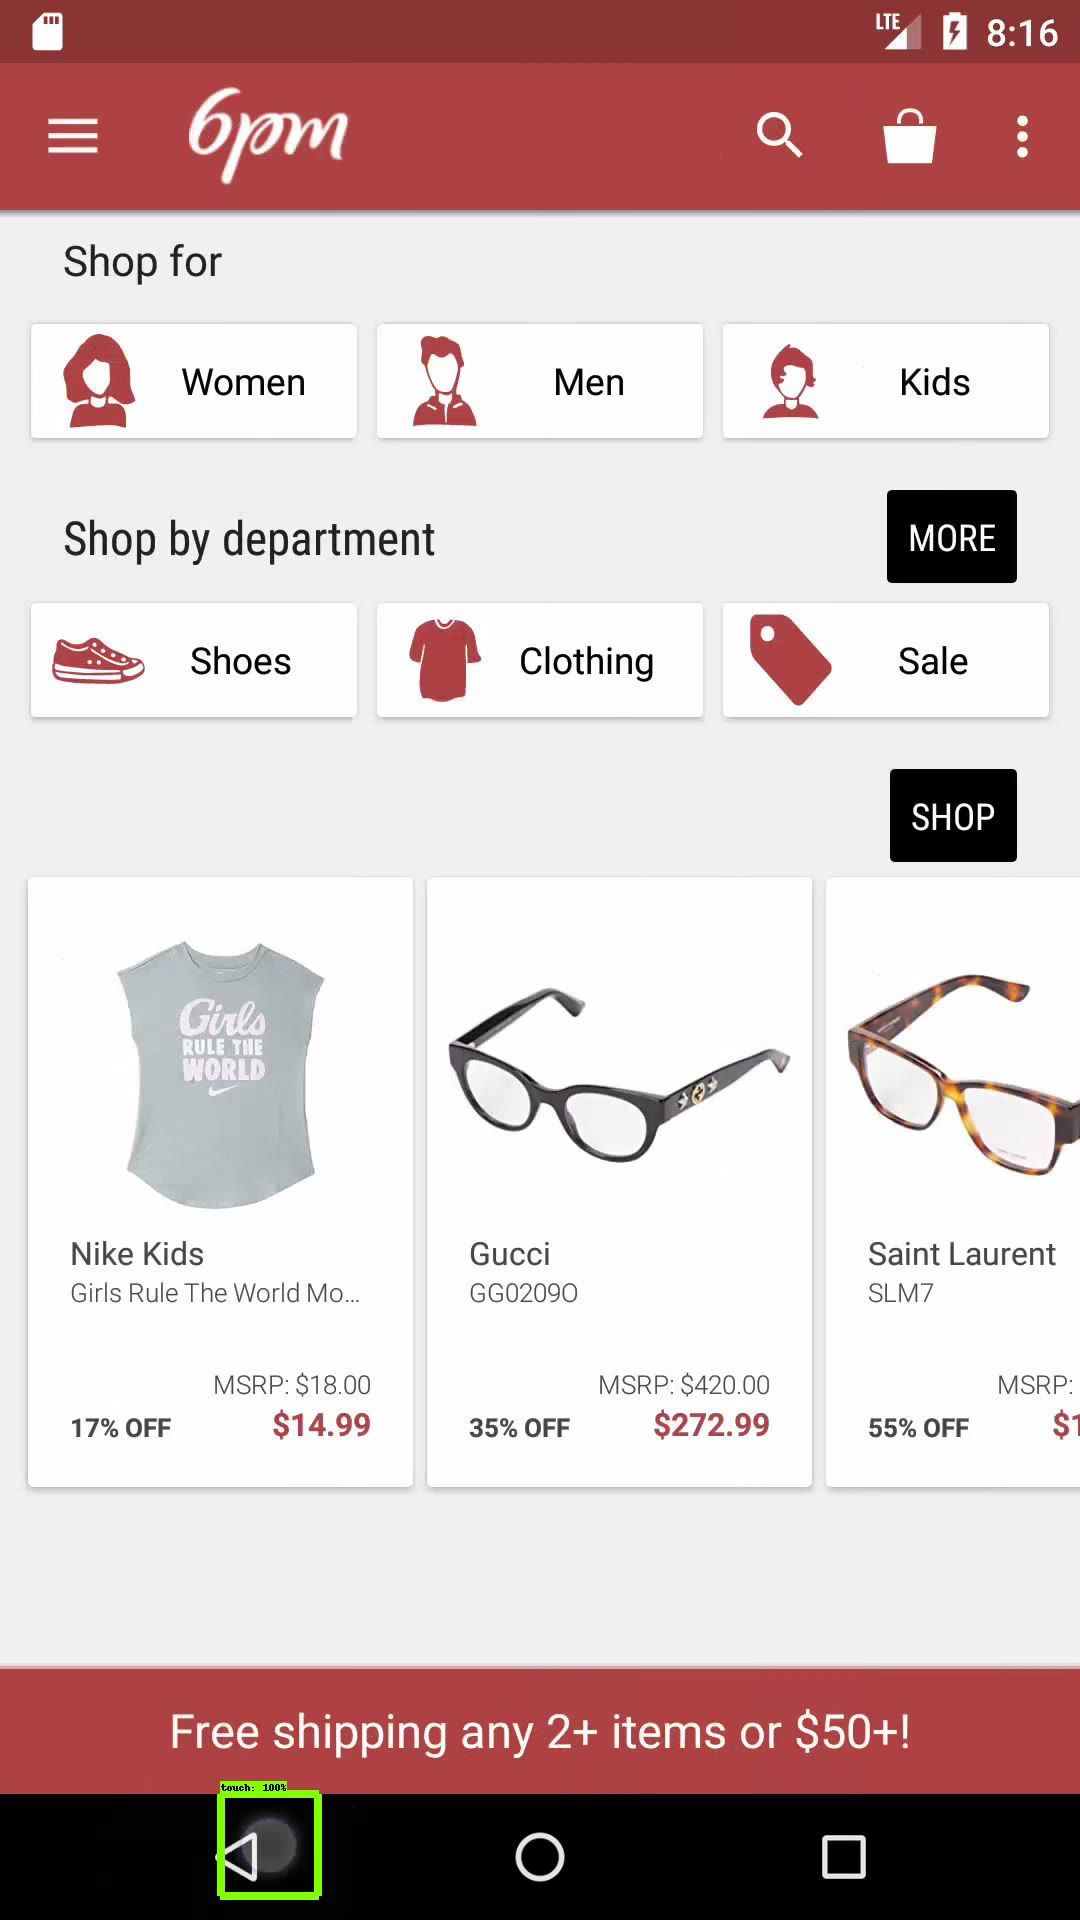 LTE 8:16
6pm
Shop for
Women Men Kids
Shop by department MORE
Shoes Clothing Sale
SHOP
Girls
RULE THE
WORLD
Nike Kids
Girls Rule The World Mo...
MSRP: $18.00
17% OFF $14.99
Gucci
GG0209O
MSRP: $420.00
35% OFF $272.99
Saint Laurent
SLM7
MSRP:
55% OFF $1
Free shipping any 2+ items or $50+!
touch: 100%